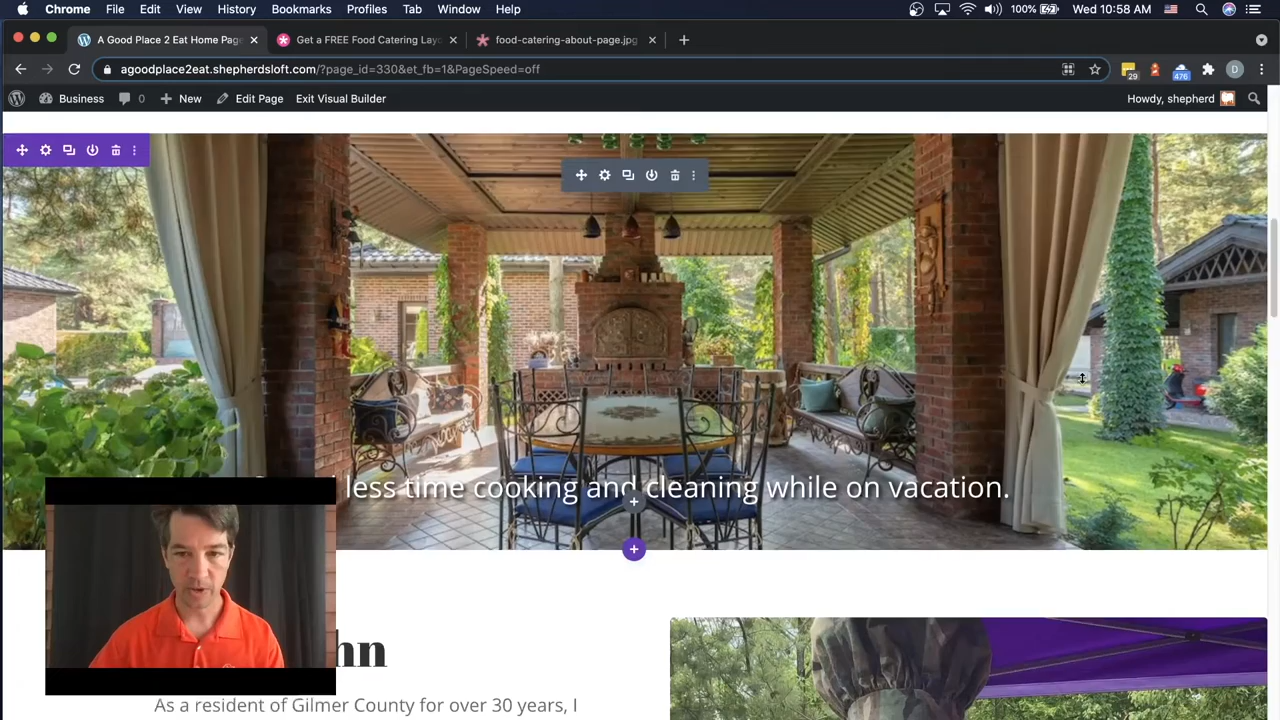 Chrome File Edit View History Bookmarks Profiles Tab Window Help 100% Wed 10:58 AM
A Good Place 2 Eat Home Page Get a FREE Food Catering Layo food-catering-about-page.jpg
agoodplace2eat.shepherdsloft.com/?page_id=330&et_fb=1&PageSpeed=off 29 476 D
Business 0 New Edit Page Exit Visual Builder Howdy, shepherd
less time cooking and cleaning while on vacation.
hn
As a resident of Gilmer County for over 30 years, I